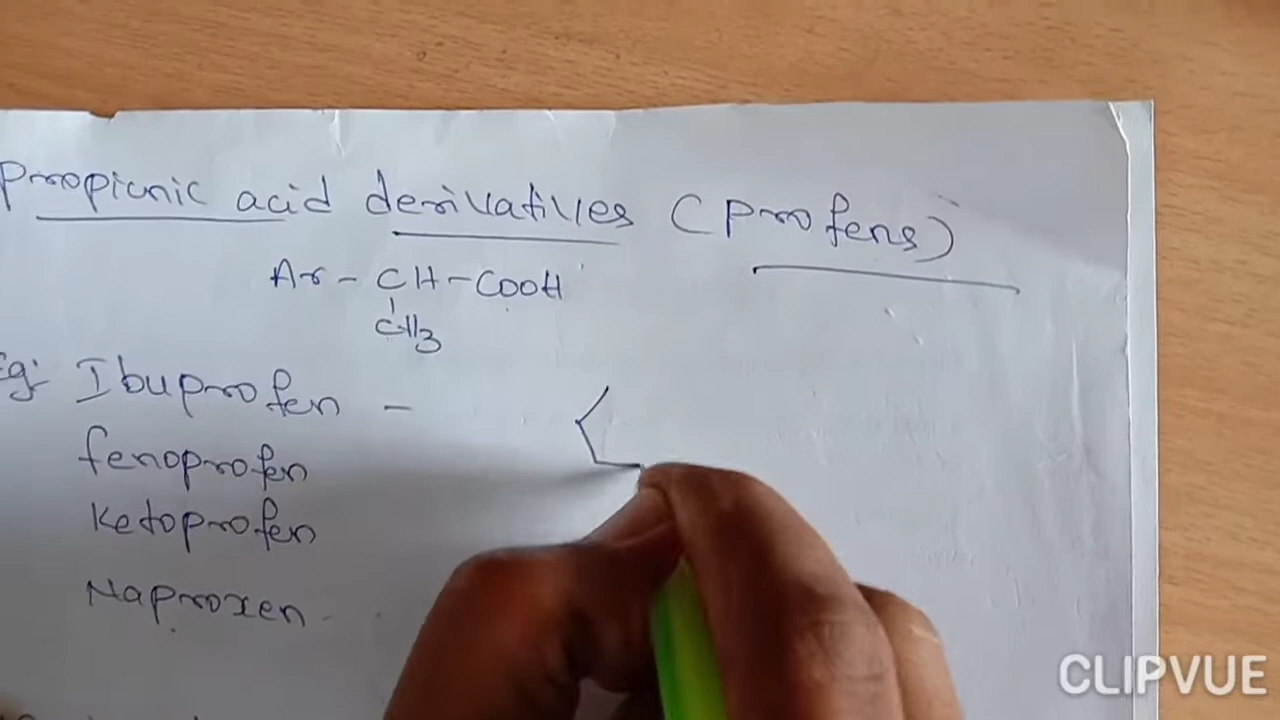 Propionic acid derivatives (Profens)
Ar - CH - COOH
CH3
Eg: Ibuprofen -
fenoprofen
Ketoprofen
Naproxen
CLIPVUE